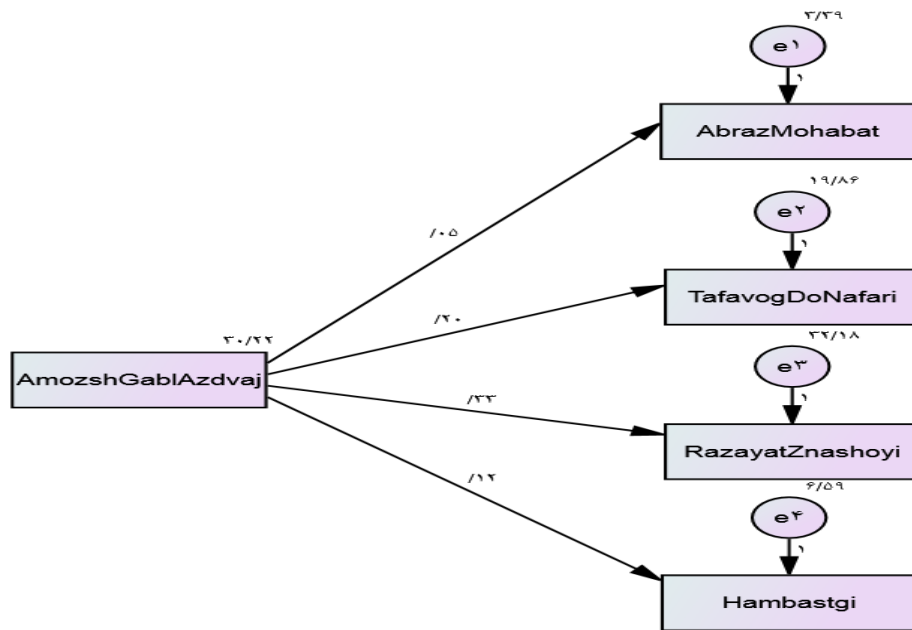 ۳/۳۹
e۱
۱
AbrazMohabat
۱۹/۸۶
e۲
۱
/۰۵
TafavogDoNafari
/۲۰
۳۰/۲۲
۳۲/۱۸
e۳
۱
AmozshGablAzdvaj
/۳۳
RazayatZnashoyi
/۱۲
۶/۵۹
e۴
۱
Hambastgi